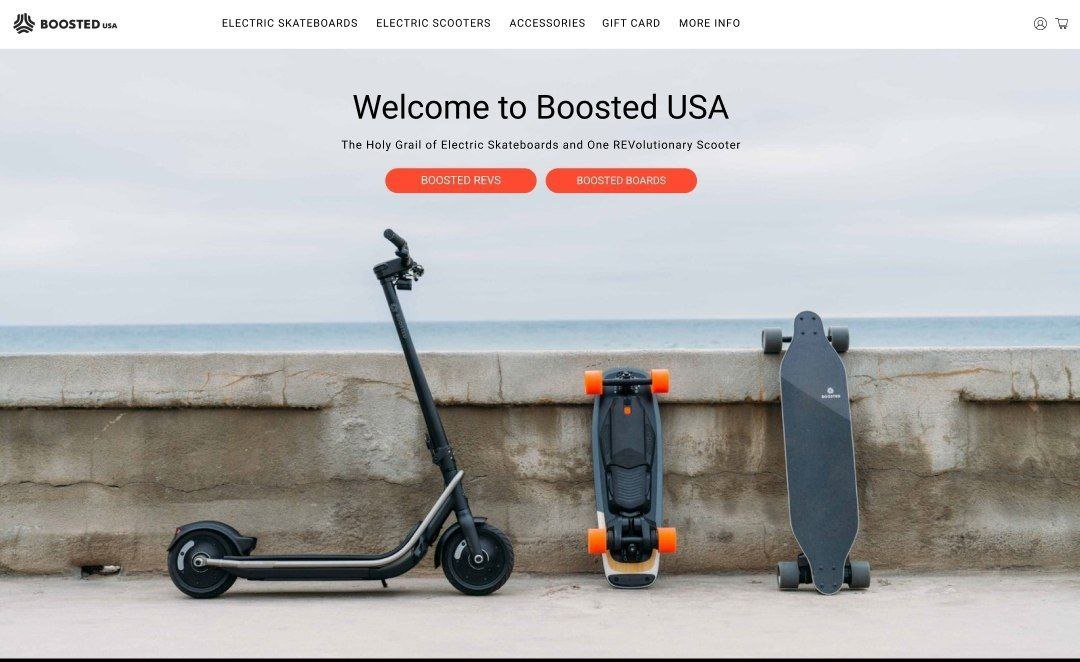 BOOSTED USA
ELECTRIC SKATEBOARDS
ELECTRIC SCOOTERS
ACCESSORIES
GIFT CARD
MORE INFO
Welcome to Boosted USA
The Holy Grail of Electric Skateboards and One REVolutionary Scooter
BOOSTED REVS
BOOSTED BOARDS
BOOSTED